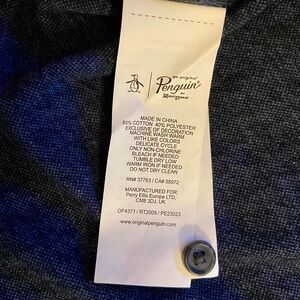 an original
Penguin
BY
Munsingwear
MADE IN CHINA
60% COTTON 40% POLYESTER
EXCLUSIVE OF DECORATION
MACHINE WASH WARM
WITH LIKE COLORS
DELICATE CYCLE
ONLY NON-CHLORINE
BLEACH IF NEEDED
TUMBLE DRY LOW
WARM IRON IF NEEDED
DO NOT DRY CLEAN
RN# 37763 / CA# 55972
MANUFACTURED FOR:
Perry Ellis Europe LTD,
CM8 3DJ, UK
OP4371 / RT2009 / PE23023
www.originalpenguin.com